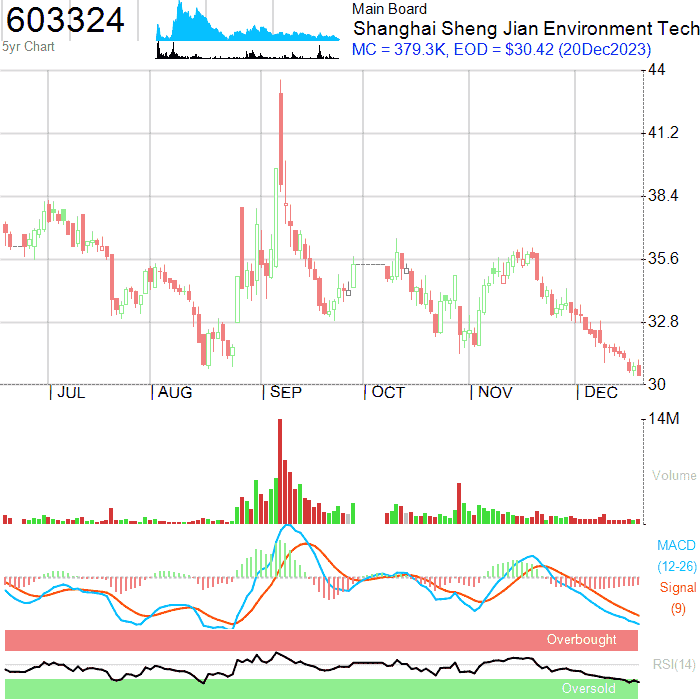 603324
5yr Chart
Main Board
Shanghai Sheng Jian Environment Tech
MC = 379.3K, EOD = $30.42 (20Dec2023)
44
41.2
38.4
35.6
32.8
30
JUL AUG SEP OCT NOV DEC
14M
Volume
MACD
(12-26)
Signal
(9)
Overbought
RSI(14)
Oversold